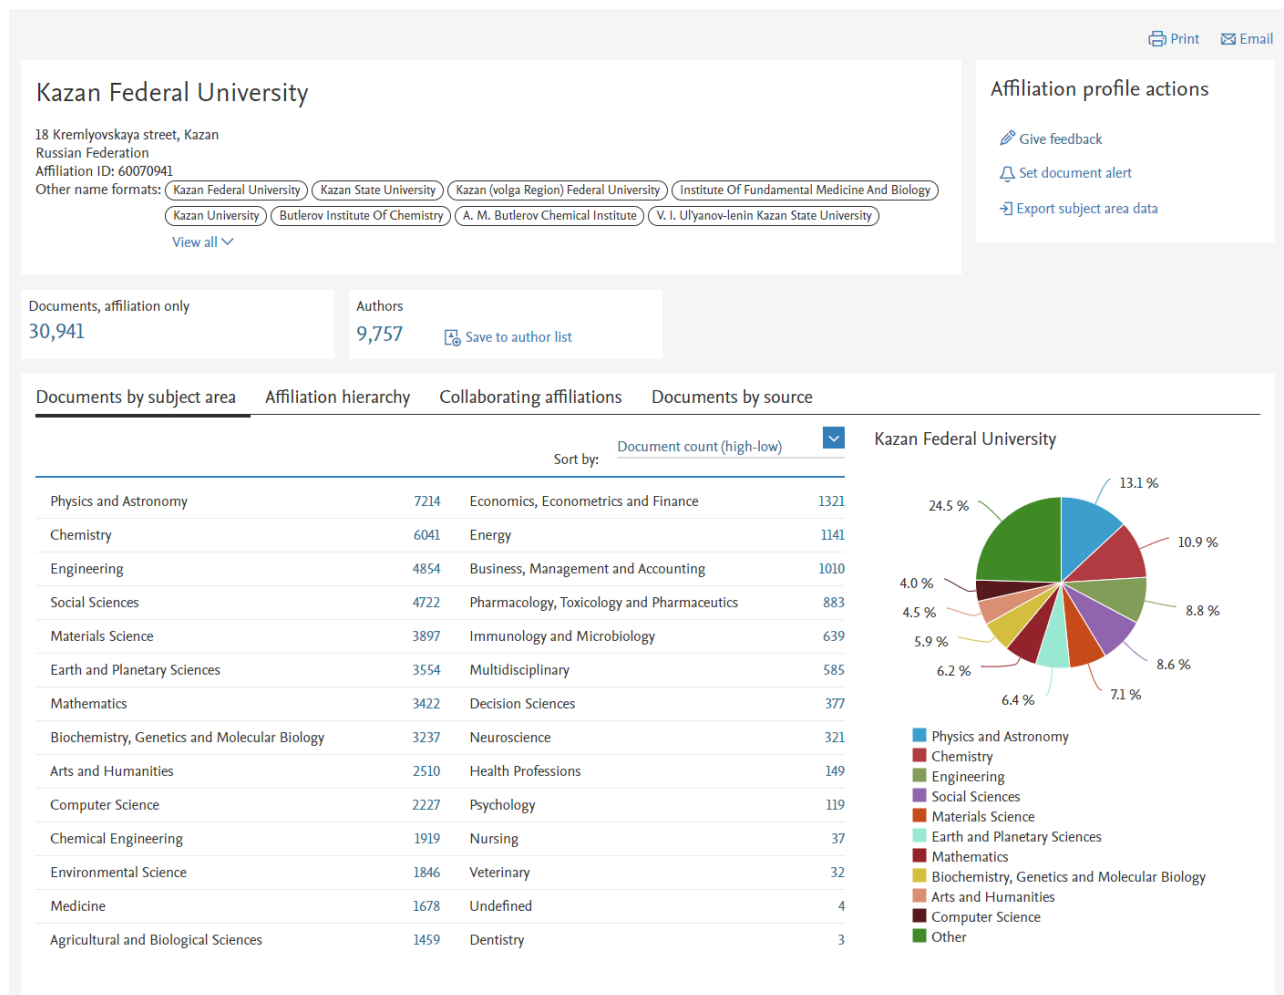 Print Email
Kazan Federal University
18 Kremlyovskaya street, Kazan
Russian Federation
Affiliation ID: 60070941
Other name formats: Kazan Federal University Kazan State University Kazan (volga Region) Federal University Institute Of Fundamental Medicine And Biology
Kazan University Butlerov Institute Of Chemistry A. M. Butlerov Chemical Institute V. I. Ul'yanov-lenin Kazan State University
View all
Affiliation profile actions
Give feedback
Set document alert
Export subject area data
Documents, affiliation only
30,941
Authors
9,757 Save to author list
Documents by subject area Affiliation hierarchy Collaborating affiliations Documents by source
Sort by: Document count (high-low)
Physics and Astronomy 7214 Economics, Econometrics and Finance 1321
Chemistry 6041 Energy 1141
Engineering 4854 Business, Management and Accounting 1010
Social Sciences 4722 Pharmacology, Toxicology and Pharmaceutics 883
Materials Science 3897 Immunology and Microbiology 639
Earth and Planetary Sciences 3554 Multidisciplinary 585
Mathematics 3422 Decision Sciences 377
Biochemistry, Genetics and Molecular Biology 3237 Neuroscience 321
Arts and Humanities 2510 Health Professions 149
Computer Science 2227 Psychology 119
Chemical Engineering 1919 Nursing 37
Environmental Science 1846 Veterinary 32
Medicine 1678 Undefined 4
Agricultural and Biological Sciences 1459 Dentistry 3
Kazan Federal University
13.1 %
24.5 %
10.9 %
4.0 %
8.8 %
4.5 %
5.9 %
8.6 %
6.2 %
7.1 %
6.4 %
Physics and Astronomy
Chemistry
Engineering
Social Sciences
Materials Science
Earth and Planetary Sciences
Mathematics
Biochemistry, Genetics and Molecular Biology
Arts and Humanities
Computer Science
Other